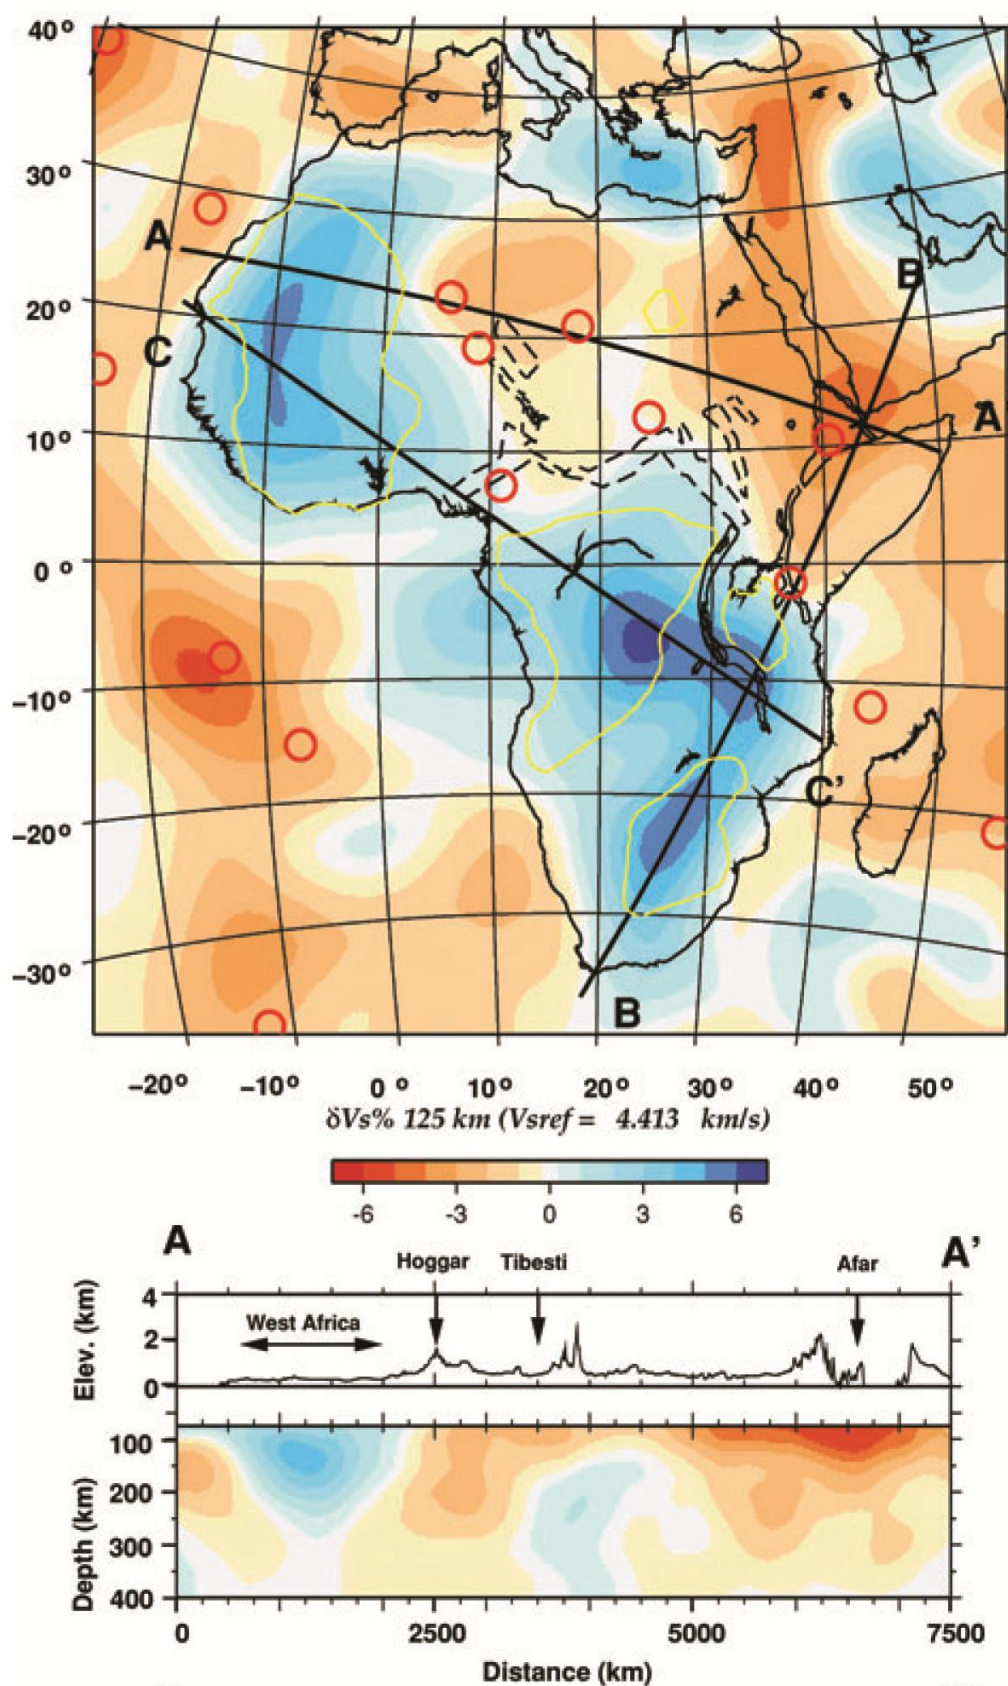 40°
30°
20°
10°
0 °
−10°
−20°
−30°
A
C
B
A
C’
B
−20° −10° 0 ° 10° 20° 30° 40° 50°
δVs% 125 km (Vsref = 4.413 km/s)
-6 -3 0 3 6
A A’
Hoggar Tibesti Afar
West Africa
Elev. (km)
4
2
0
Depth (km)
100
200
300
400
0 2500 5000 7500
Distance (km)